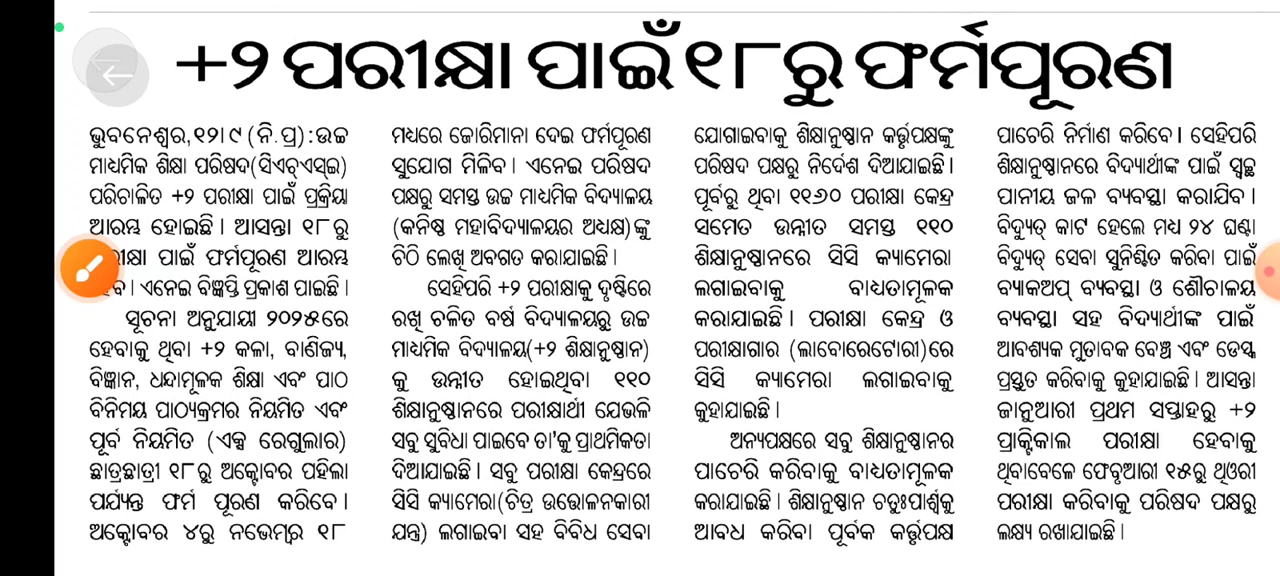 +୨ ପରୀକ୍ଷା ପାଇଁ ୧୮ରୁ ଫର୍ମପୂରଣ
ଭୁବନେଶ୍ୱର,୧୨।୯ (ନି.ପ୍ର):ଉଚ୍ଚ
ମାଧ୍ୟମିକ ଶିକ୍ଷା ପରିଷଦ(ସିଏଚ୍‌ଏସ୍‌ଇ)
ପରିଚାଳିତ +୨ ପରୀକ୍ଷା ପାଇଁ ପ୍ରକ୍ରିୟା
ଆରମ୍ଭ ହୋଇଛି। ଆସନ୍ତା ୧୮ରୁ
ପାଇଁ ଫର୍ମପୂରଣ ଆରମ୍ଭ
ଏନେଇ ବିଜ୍ଞପ୍ତି ପ୍ରକାଶ ପାଇଛି।
ସୂଚନା ଅନୁଯାୟୀ ୨୦୨୫ରେ
ହେବାକୁ ଥିବା +୨ କଳା, ବାଣିଜ୍ୟ,
ବିଜ୍ଞାନ, ଧନ୍ଦାମୂଳକ ଶିକ୍ଷା ଏବଂ ପାଠ
ବିନିମୟ ପାଠ୍ୟକ୍ରମର ନିୟମିତ ଏବଂ
ପୂର୍ବ ନିୟମିତ (ଏକ୍ସ ରେଗୁଲାର)
ଛାତ୍ରଛାତ୍ରୀ ୧୮ରୁ ଅକ୍ଟୋବର ପହିଲା
ପର୍ଯ୍ୟନ୍ତ ଫର୍ମ ପୂରଣ କରିବେ।
ଅକ୍ଟୋବର ୪ରୁ ନଭେମ୍ବର ୧୮
ମଧ୍ୟରେ ଜୋରିମାନା ଦେଇ ଫର୍ମପୂରଣ
ସୁଯୋଗ ମିଳିବ। ଏନେଇ ପରିଷଦ
ପକ୍ଷରୁ ସମସ୍ତ ଉଚ୍ଚ ମାଧ୍ୟମିକ ବିଦ୍ୟାଳୟ
(କନିଷ୍ଠ ମହାବିଦ୍ୟାଳୟର ଅଧ୍ୟକ୍ଷ)ଙ୍କୁ
ଚିଠି ଲେଖି ଅବଗତ କରାଯାଇଛି।
ସେହିପରି +୨ ପରୀକ୍ଷାକୁ ଦୃଷ୍ଟିରେ
ରଖି ଚଳିତ ବର୍ଷ ବିଦ୍ୟାଳୟରୁ ଉଚ୍ଚ
ମାଧ୍ୟମିକ ବିଦ୍ୟାଳୟ(+୨ ଶିକ୍ଷାନୁଷ୍ଠାନ)
କୁ ଉନ୍ନୀତ ହୋଇଥିବା ୧୧୦
ଶିକ୍ଷାନୁଷ୍ଠାନରେ ପରୀକ୍ଷାର୍ଥୀ ଯେଭଳି
ସବୁ ସୁବିଧା ପାଇବେ ତା'କୁ ପ୍ରାଥମିକତା
ଦିଆଯାଇଛି। ସବୁ ପରୀକ୍ଷା କେନ୍ଦ୍ରରେ
ସିସି କ୍ୟାମେରା(ଚିତ୍ର ଉତ୍ତୋଳନକାରୀ
ଯନ୍ତ୍ର) ଲଗାଇବା ସହ ବିବିଧ ସେବା
ଯୋଗାଇବାକୁ ଶିକ୍ଷାନୁଷ୍ଠାନ କର୍ତ୍ତୃପକ୍ଷଙ୍କୁ
ପରିଷଦ ପକ୍ଷରୁ ନିର୍ଦେଶ ଦିଆଯାଇଛି।
ପୂର୍ବରୁ ଥିବା ୧୧୬୦ ପରୀକ୍ଷା କେନ୍ଦ୍ର
ସମେତ ଉନ୍ନୀତ ସମସ୍ତ ୧୧୦
ଶିକ୍ଷାନୁଷ୍ଠାନରେ ସିସି କ୍ୟାମେରା
ଲଗାଇବାକୁ ବାଧ୍ୟତାମୂଳକ
କରାଯାଇଛି। ପରୀକ୍ଷା କେନ୍ଦ୍ର ଓ
ପରୀକ୍ଷାଗାର (ଲାବୋରେଟୋରୀ)ରେ
ସିସି କ୍ୟାମେରା ଲଗାଇବାକୁ
କୁହାଯାଇଛି।
ଅନ୍ୟପକ୍ଷରେ ସବୁ ଶିକ୍ଷାନୁଷ୍ଠାନର
ପାଚେରି କରିବାକୁ ବାଧ୍ୟତାମୂଳକ
କରାଯାଇଛି। ଶିକ୍ଷାନୁଷ୍ଠାନ ଚତୁଃପାର୍ଶ୍ୱକୁ
ଆବଧ କରିବା ପୂର୍ବକ କର୍ତ୍ତୃପକ୍ଷ
ପାଚେରି ନିର୍ମାଣ କରିବେ। ସେହିପରି
ଶିକ୍ଷାନୁଷ୍ଠାନରେ ବିଦ୍ୟାର୍ଥୀଙ୍କ ପାଇଁ ସ୍ୱଚ୍ଛ
ପାନୀୟ ଜଳ ବ୍ୟବସ୍ଥା କରାଯିବ।
ବିଦ୍ୟୁତ୍ କାଟ ହେଲେ ମଧ୍ୟ ୨୪ ଘଣ୍ଟା
ବିଦ୍ୟୁତ୍ ସେବା ସୁନିଶ୍ଚିତ କରିବା ପାଇଁ
ବ୍ୟାକଅପ୍ ବ୍ୟବସ୍ଥା ଓ ଶୌଚାଳୟ
ବ୍ୟବସ୍ଥା ସହ ବିଦ୍ୟାର୍ଥୀଙ୍କ ପାଇଁ
ଆବଶ୍ୟକ ମୁତାବକ ବେଞ୍ଚ ଏବଂ ଡେସ୍କ
ପ୍ରସ୍ତୁତ କରିବାକୁ କୁହାଯାଇଛି। ଆସନ୍ତା
ଜାନୁଆରୀ ପ୍ରଥମ ସପ୍ତାହରୁ +୨
ପ୍ରାକ୍ଟିକାଲ ପରୀକ୍ଷା ହେବାକୁ
ଥିବାବେଳେ ଫେବୃଆରୀ ୧୫ରୁ ଥିଓରୀ
ପରୀକ୍ଷା କରିବାକୁ ପରିଷଦ ପକ୍ଷରୁ
ଲକ୍ଷ୍ୟ ରଖାଯାଇଛି।